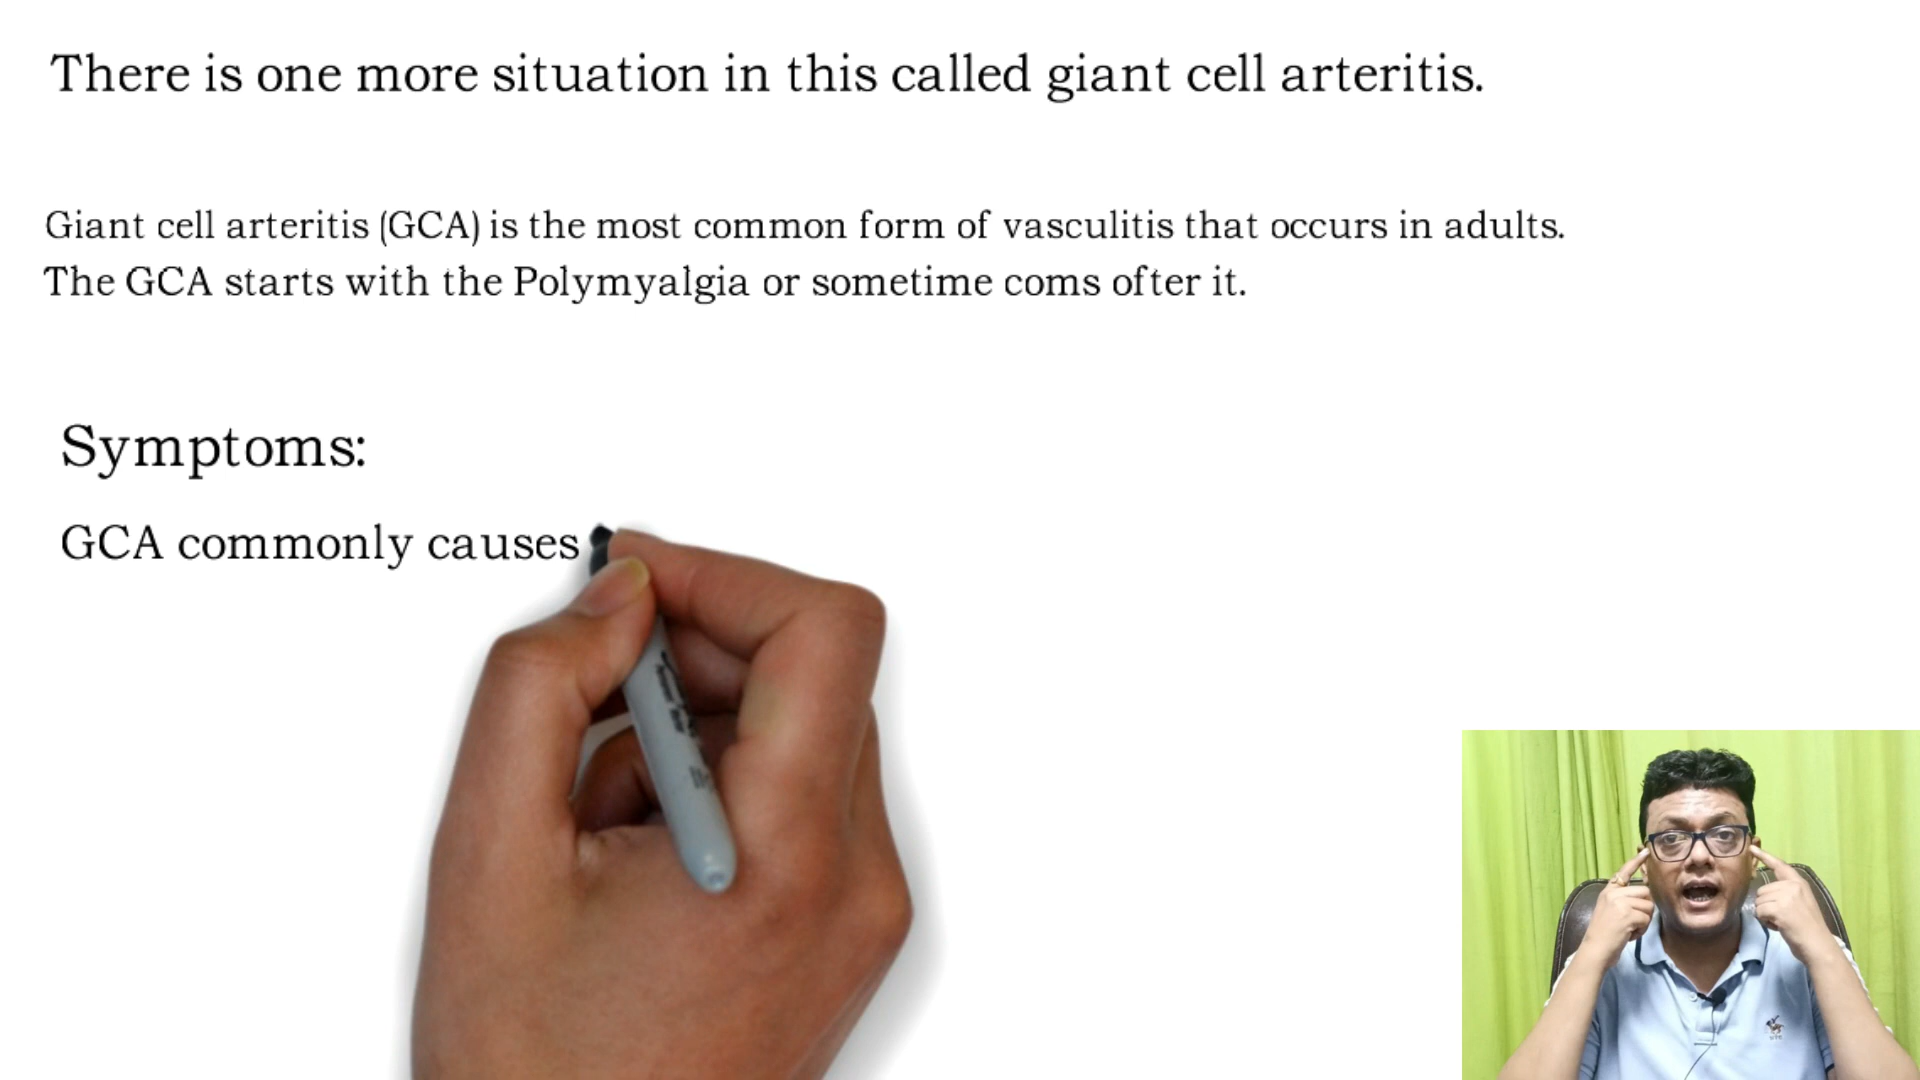 There is one more situation in this called giant cell arteritis.
Giant cell arteritis (GCA) is the most common form of vasculitis that occurs in adults.
The GCA starts with the Polymyalgia or sometime coms ofter it.
Symptoms:
GCA commonly causes